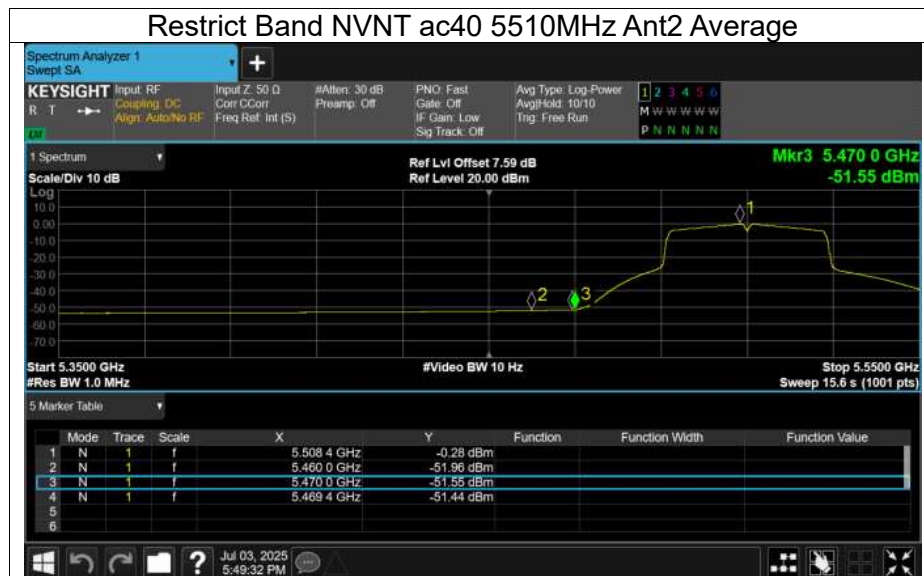 Restrict Band NVNT ac40 5510MHz Ant2 Average
Spectrum Analyzer 1
Swept SA
+
KEYSIGHT Input: RF Input Z: 50 Ω #Atten: 30 dB PNO: Fast Avg Type: Log-Power 1 2 3 4 5 6
R T Coupling: DC Corr CCorr Preamp: Off Gate: Off Avg|Hold: 10/10 M W W W W W
Align: Auto/No RF Freq Ref: Int (S) IF Gain: Low Trig: Free Run
Sig Track: Off P N N N N N
1 Spectrum Ref Lvl Offset 7.59 dB Mkr3 5.470 0 GHz
Scale/Div 10 dB Ref Level 20.00 dBm -51.55 dBm
Log
10.0
0.00
-10.0
-20.0
-30.0
-40.0
-50.0
-60.0
-70.0
1
2
3
Start 5.3500 GHz #Video BW 10 Hz Stop 5.5500 GHz
#Res BW 1.0 MHz Sweep 15.6 s (1001 pts)
5 Marker Table
Mode Trace Scale X Y Function Function Width Function Value
1 N 1 f 5.508 4 GHz -0.28 dBm
2 N 1 f 5.460 0 GHz -51.96 dBm
3 N 1 f 5.470 0 GHz -51.55 dBm
4 N 1 f 5.469 4 GHz -51.44 dBm
5
6
?
Jul 03, 2025
5:49:32 PM